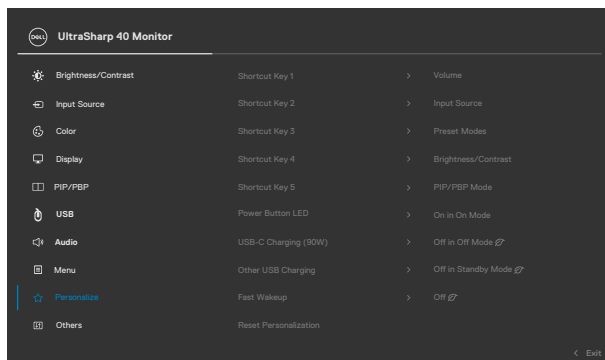 DELL UltraSharp 40 Monitor
Brightness/Contrast Shortcut Key 1 > Volume
Input Source Shortcut Key 2 > Input Source
Color Shortcut Key 3 > Preset Modes
Display Shortcut Key 4 > Brightness/Contrast
PIP/PBP Shortcut Key 5 > PIP/PBP Mode
USB Power Button LED > On in On Mode
Audio USB-C Charging (90W) > Off in Off Mode
Menu Other USB Charging > Off in Standby Mode
Personalize Fast Wakeup > Off
Others Reset Personalization
< Exit